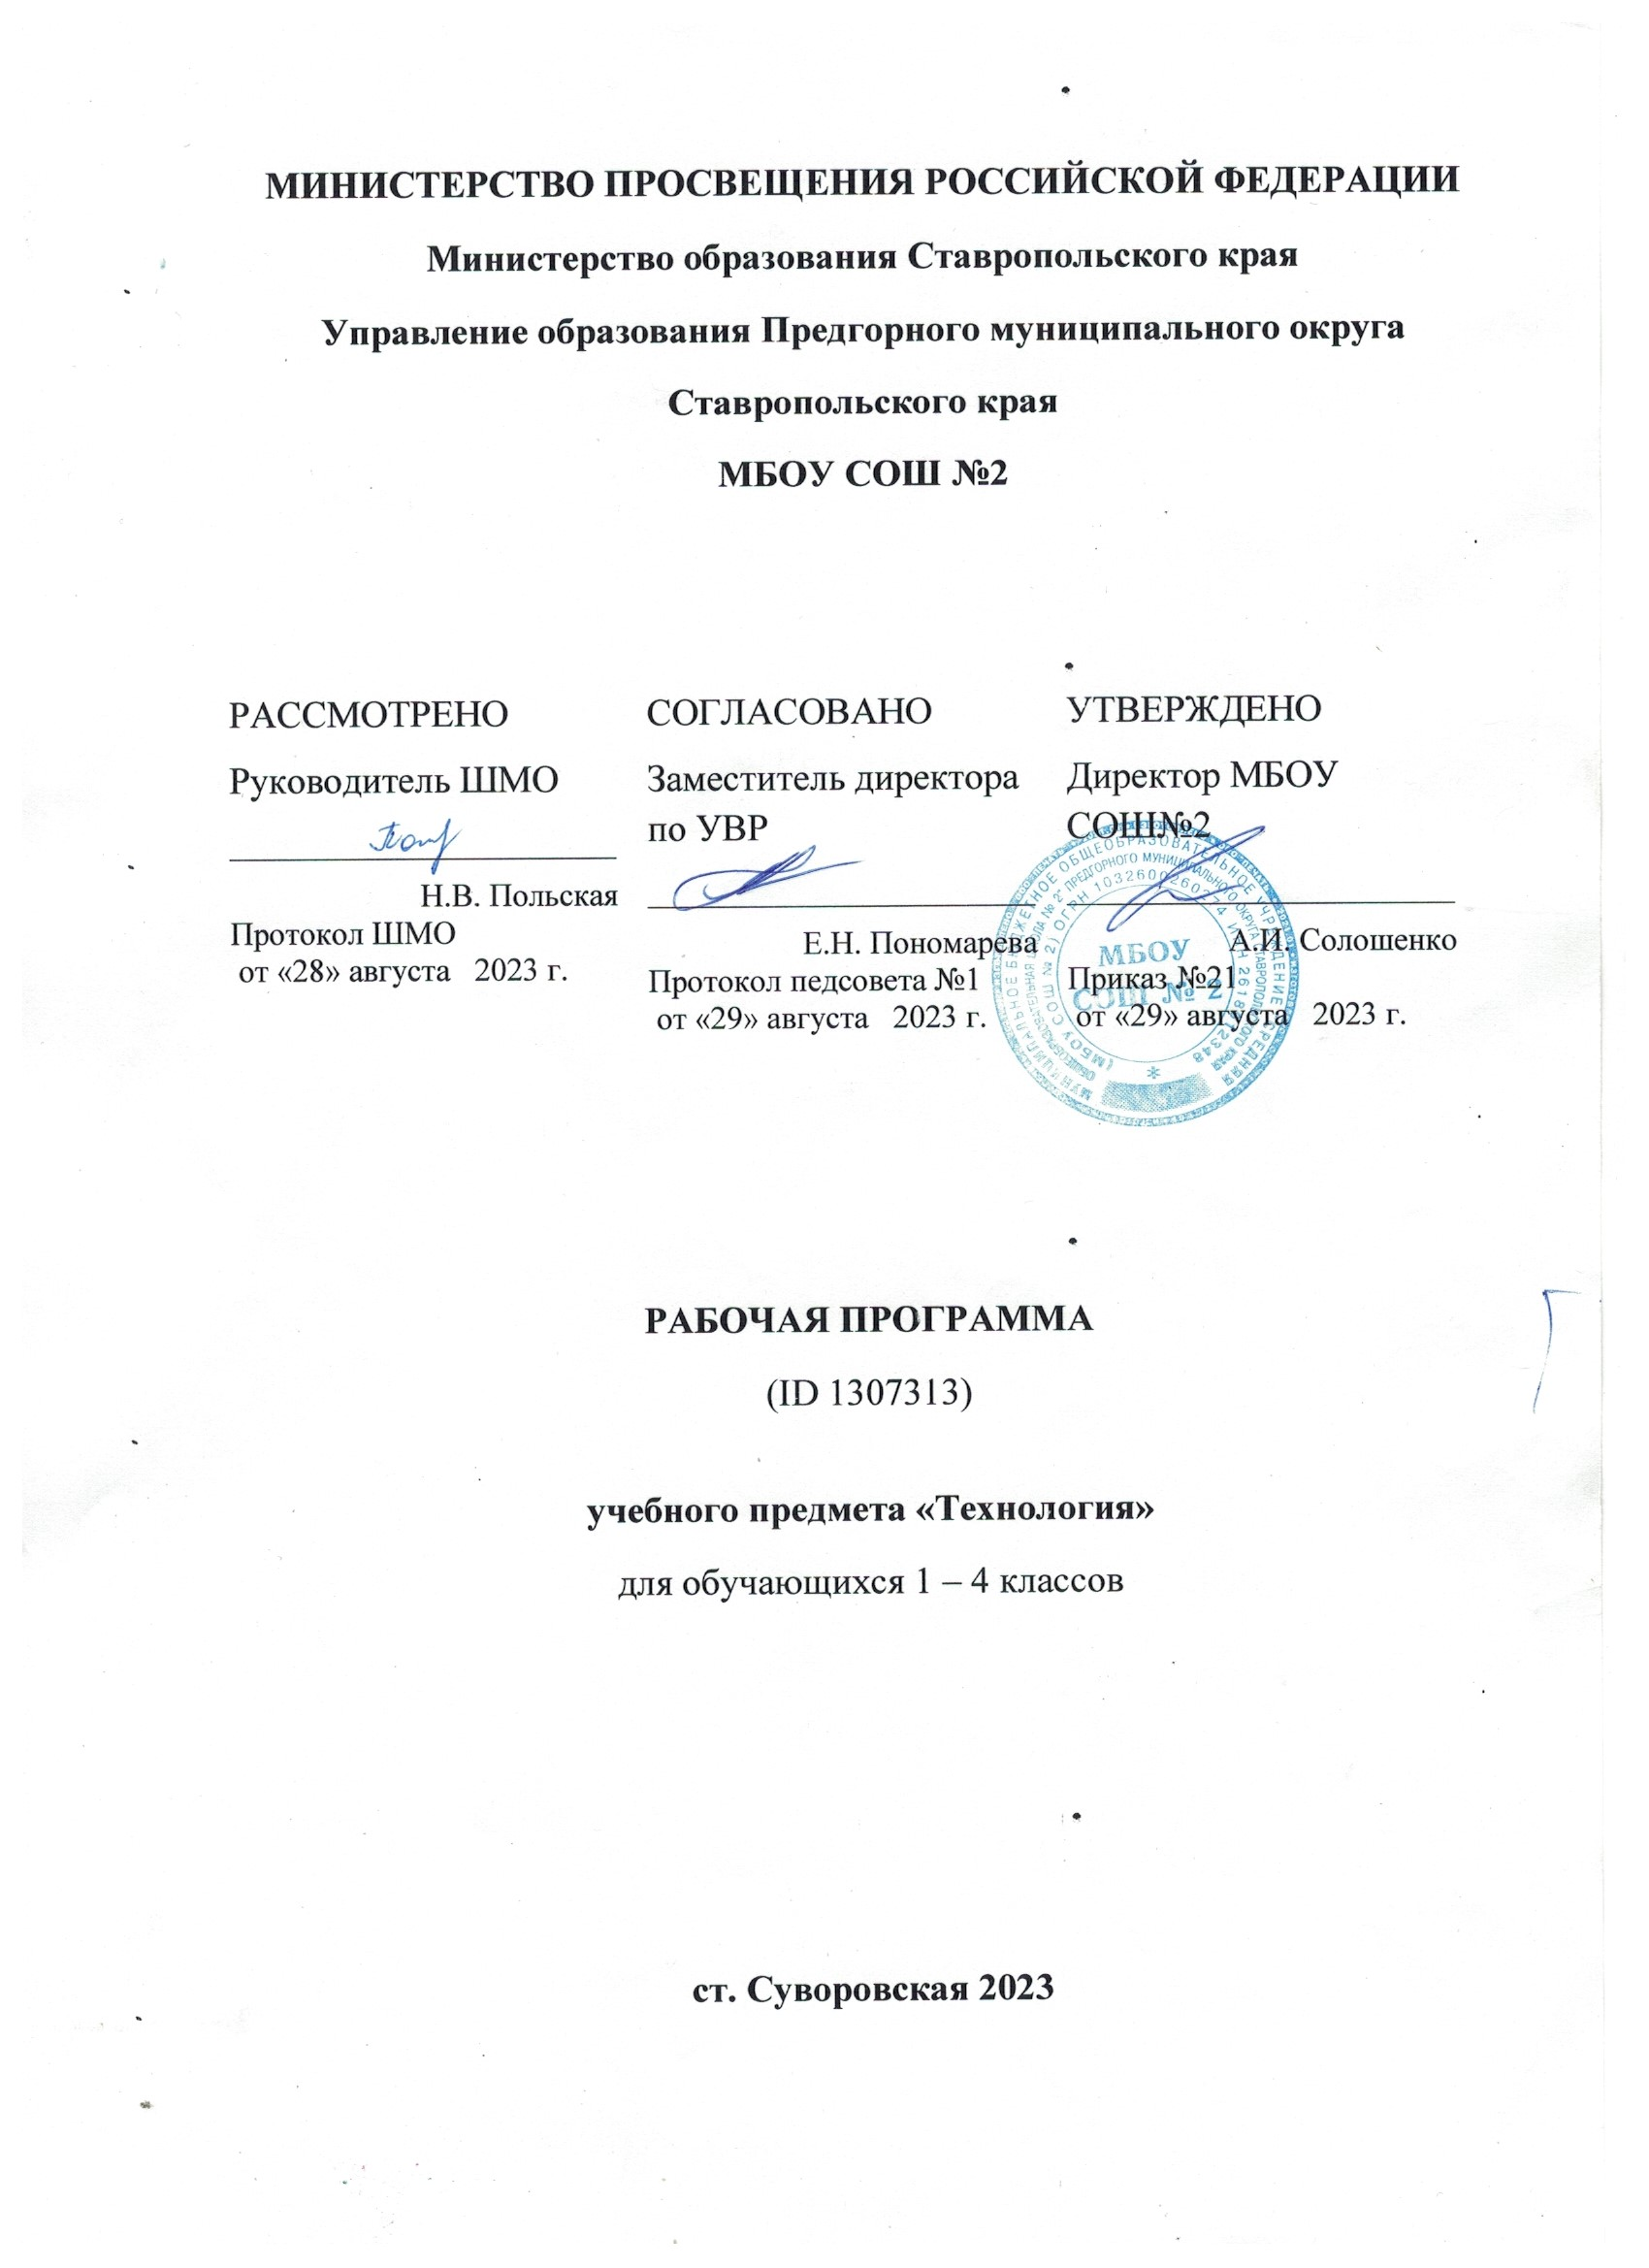 МИНИСТЕРСТВО ПРОСВЕЩЕНИЯ РОССИЙСКОЙ ФЕДЕРАЦИИ
Министерство образования Ставропольского края
Управление образования Предгорного муниципального округа
Ставропольского края
МБОУ СОШ №2
РАССМОТРЕНО
Руководитель ШМО
Н.В. Польская
Протокол ШМО
от «28» августа 2023 г.
СОГЛАСОВАНО
Заместитель директора
по УВР
Е.Н. Пономарева
Протокол педсовета №1
от «29» августа 2023 г.
УТВЕРЖДЕНО
Директор МБОУ
СОШ№2
А.И. Солошенко
Приказ №21
от «29» августа 2023 г.
МБОУ
СОШ № 2
РАБОЧАЯ ПРОГРАММА
(ID 1307313)
учебного предмета «Технология»
для обучающихся 1 – 4 классов
ст. Суворовская 2023